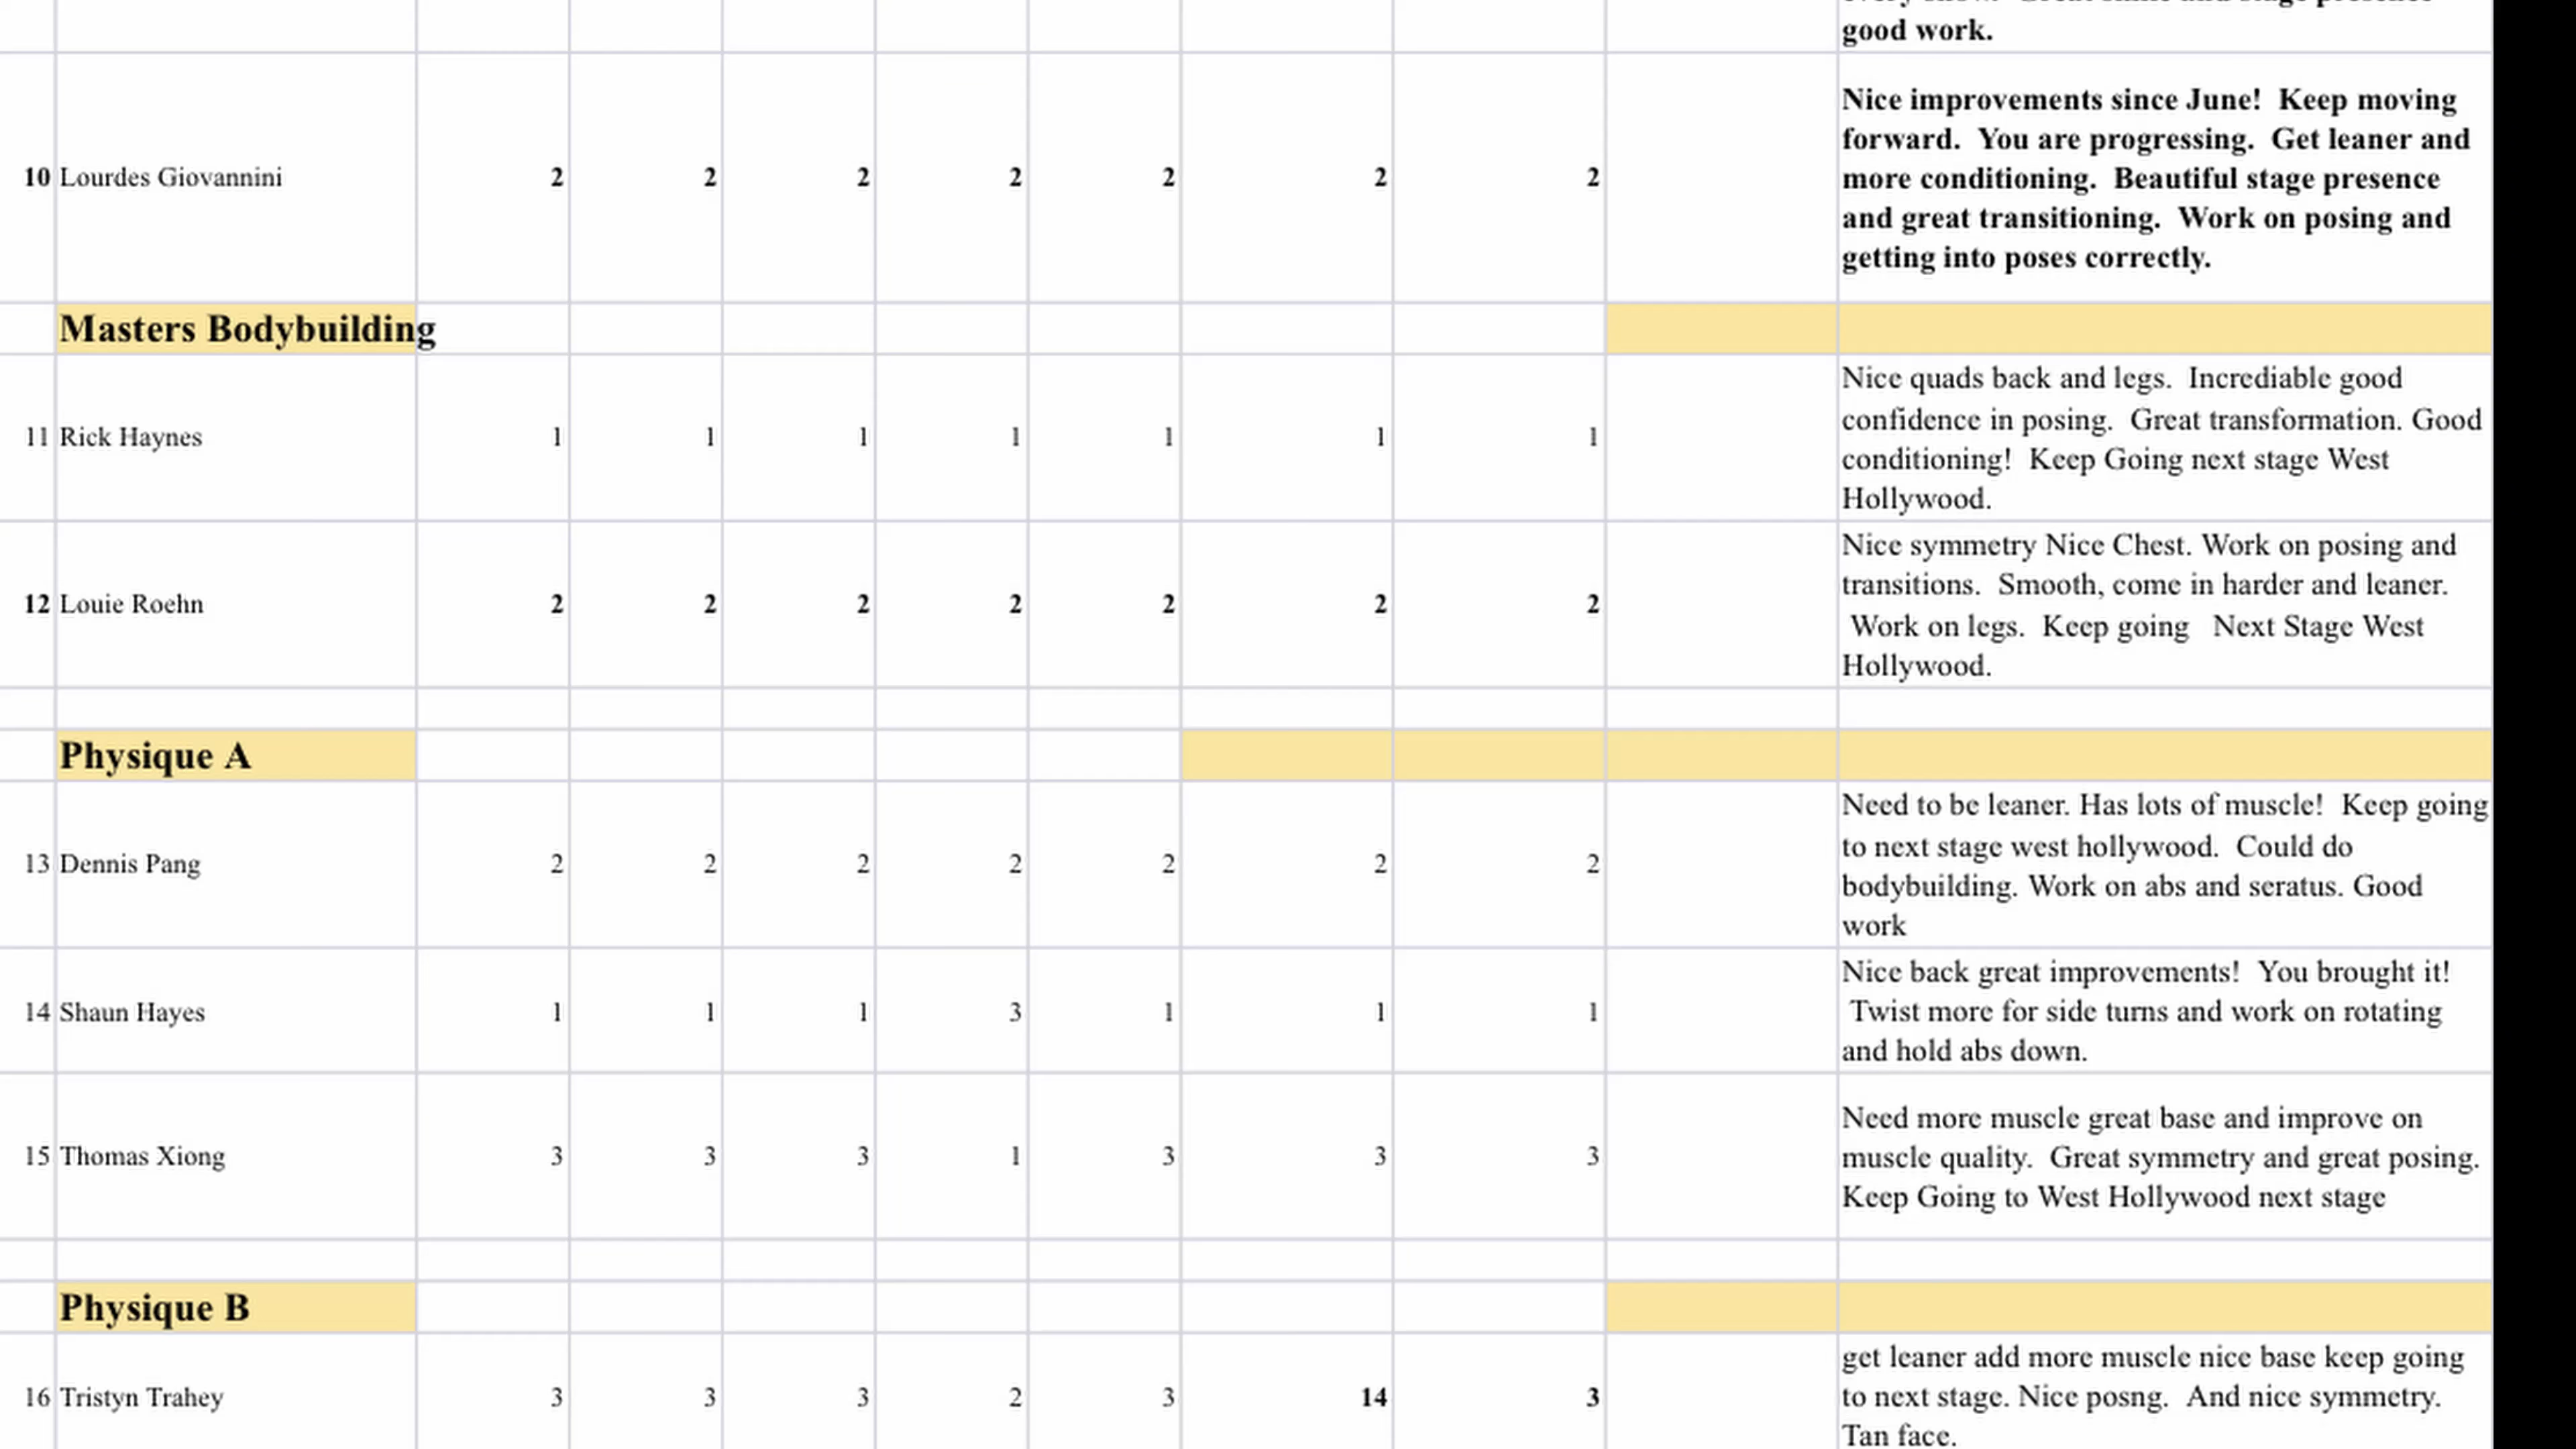 good work.
Nice improvements since June!  Keep moving
forward.  You are progressing.  Get leaner and
10 Lourdes Giovannini 2 2 2 2 2 2 2 more conditioning.  Beautiful stage presence
and great transitioning.  Work on posing and
getting into poses correctly.
Masters Bodybuilding
Nice quads back and legs.  Incrediable good
11 Rick Haynes 1 1 1 1 1 1 1 confidence in posing.  Great transformation. Good
conditioning!  Keep Going next stage West
Hollywood.
Nice symmetry Nice Chest. Work on posing and
12 Louie Roehn 2 2 2 2 2 2 2 transitions.  Smooth, come in harder and leaner.
Work on legs.  Keep going   Next Stage West
Hollywood.
Physique A
Need to be leaner. Has lots of muscle!  Keep going
13 Dennis Pang 2 2 2 2 2 2 2 to next stage west hollywood.  Could do
bodybuilding. Work on abs and seratus. Good
work
Nice back great improvements!  You brought it!
14 Shaun Hayes 1 1 1 3 1 1 1 Twist more for side turns and work on rotating
and hold abs down.
Need more muscle great base and improve on
15 Thomas Xiong 3 3 3 1 3 3 3 muscle quality.  Great symmetry and great posing.
Keep Going to West Hollywood next stage
Physique B
get leaner add more muscle nice base keep going
16 Tristyn Trahey 3 3 3 2 3 14 3 to next stage. Nice posng.  And nice symmetry.
Tan face.